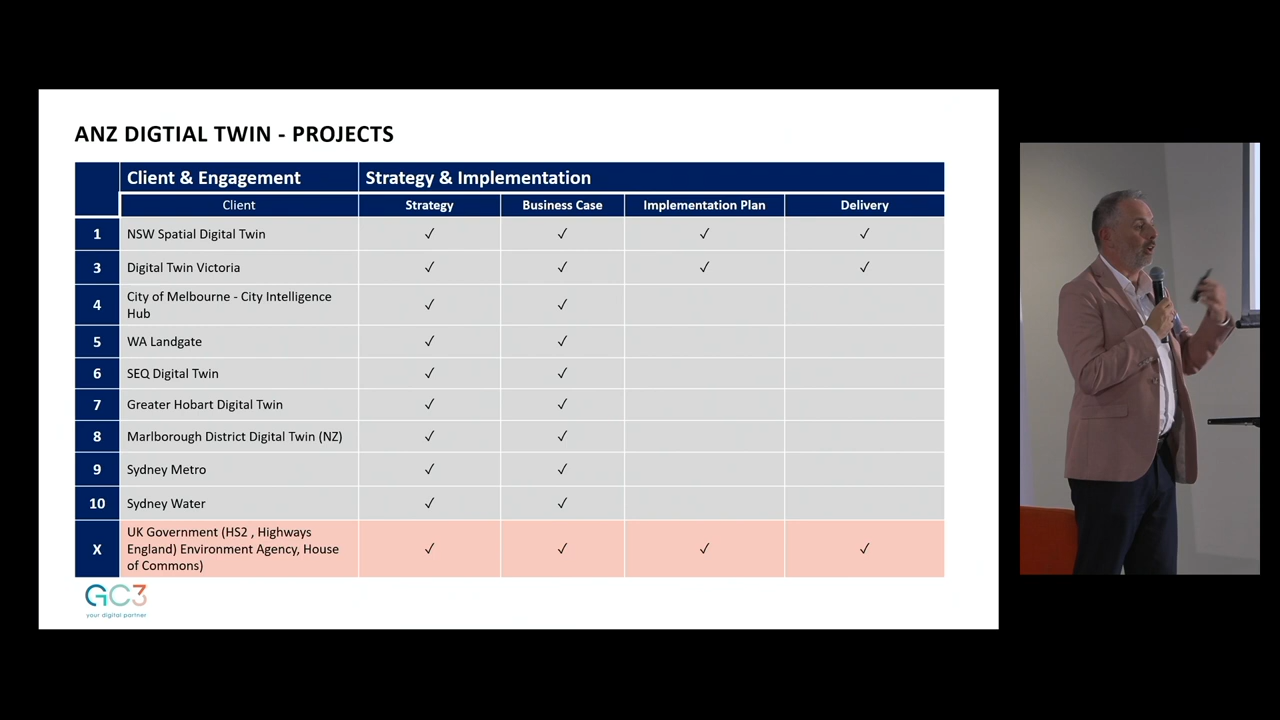 ANZ DIGTIAL TWIN - PROJECTS
Client & Engagement Strategy & Implementation
Client Strategy Business Case Implementation Plan Delivery
1 NSW Spatial Digital Twin ✓ ✓ ✓ ✓
3 Digital Twin Victoria ✓ ✓ ✓ ✓
4 City of Melbourne - City Intelligence
Hub ✓ ✓
5 WA Landgate ✓ ✓
6 SEQ Digital Twin ✓ ✓
7 Greater Hobart Digital Twin ✓ ✓
8 Marlborough District Digital Twin (NZ) ✓ ✓
9 Sydney Metro ✓ ✓
10 Sydney Water ✓ ✓
X UK Government (HS2 , Highways
England) Environment Agency, House
of Commons) ✓ ✓ ✓ ✓
GC3
your digital partner